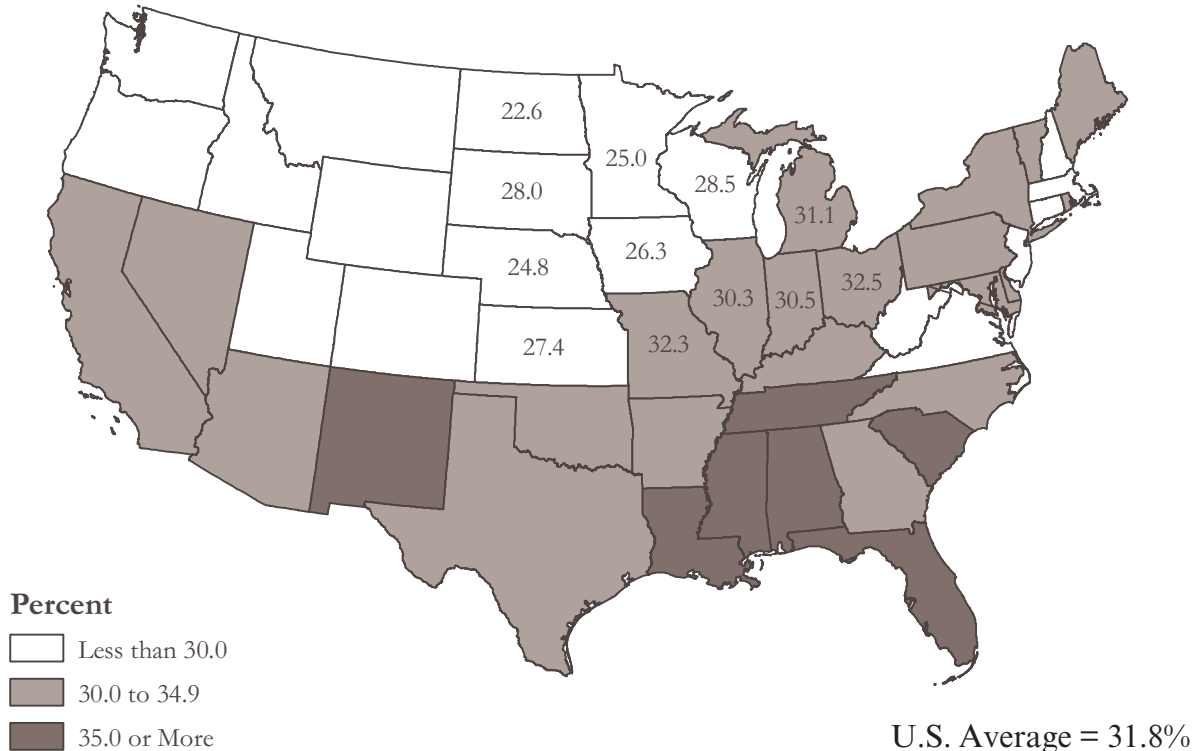 22.6
25.0
28.0
28.5
31.1
26.3
24.8
32.5
30.3
30.5
27.4
32.3
Percent
Less than 30.0
30.0 to 34.9
35.0 or More
U.S. Average = 31.8%